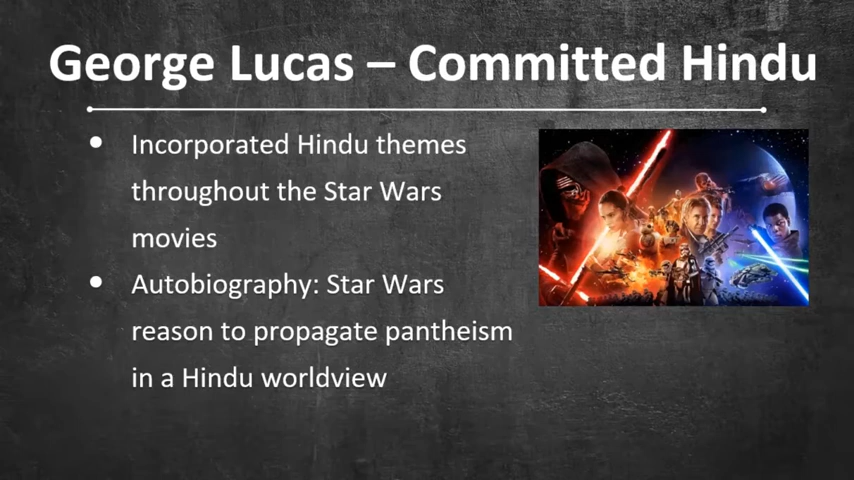 George Lucas – Committed Hindu
• Incorporated Hindu themes
throughout the Star Wars
movies
• Autobiography: Star Wars
reason to propagate pantheism
in a Hindu worldview